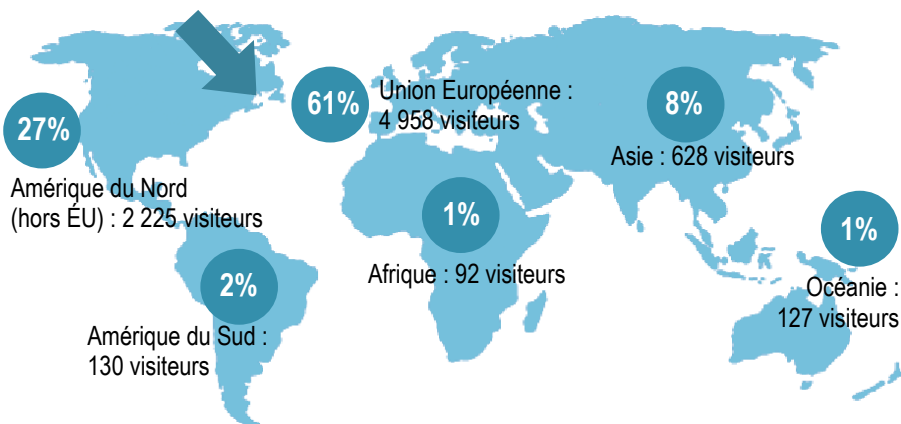 61%
Union Européenne :
4 958 visiteurs
8%
Asie : 628 visiteurs
27%
Amérique du Nord
(hors ÉU) : 2 225 visiteurs
1%
Afrique : 92 visiteurs
1%
Océanie :
127 visiteurs
2%
Amérique du Sud :
130 visiteurs